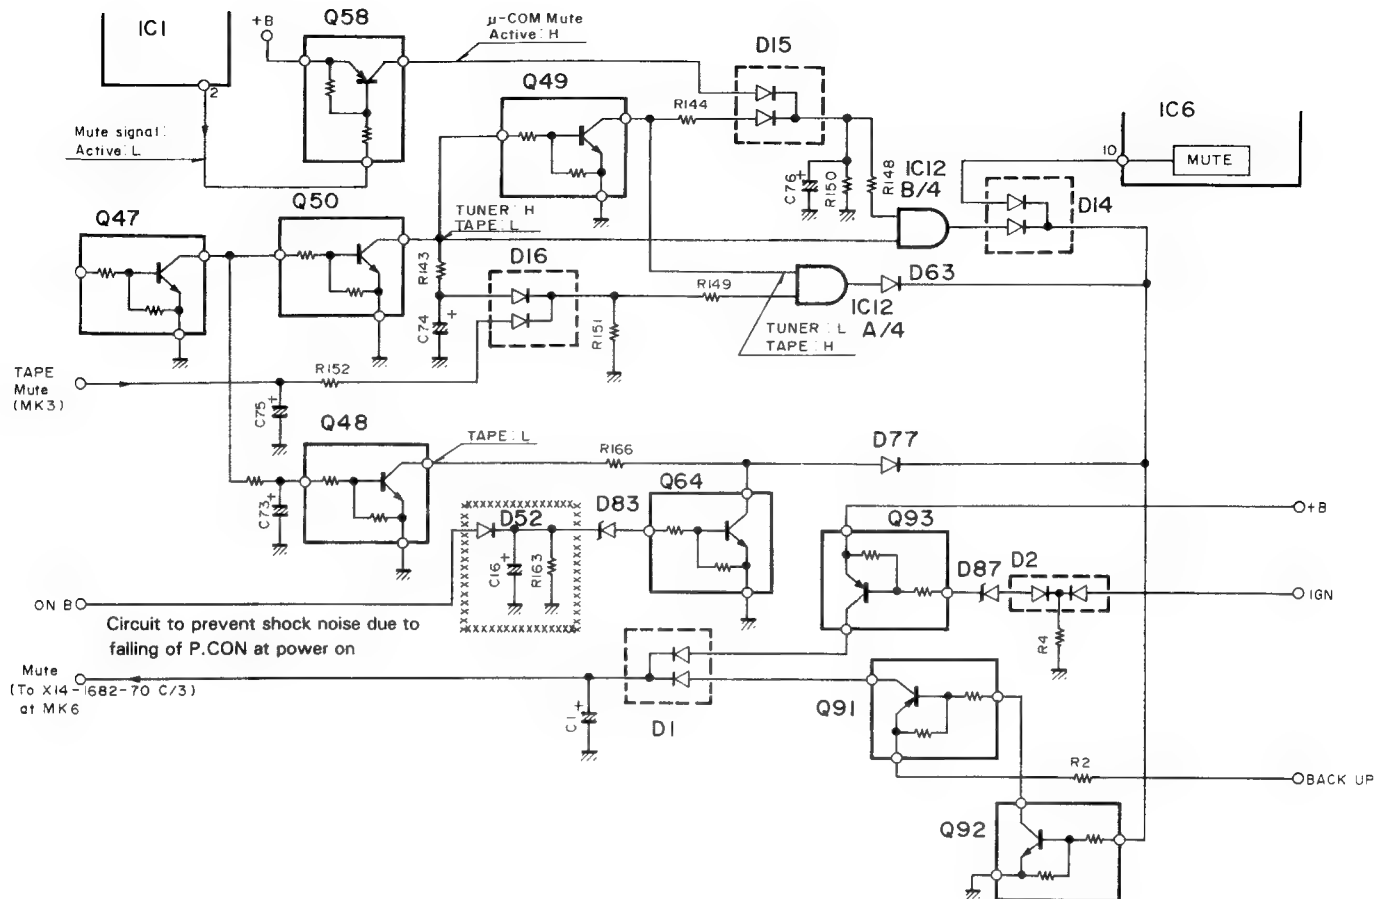 IC1
2
+B
Q58
μ-COM Mute
Active : H
D15
Q49
R144
IC6
10
MUTE
Mute signal :
Active : L
C76
+
R150
R148
IC12
B/4
D14
Q47
Q50
TUNER : H
TAPE : L
D16
R143
C74
+
R151
R149
D63
IC12
A/4
TUNER : L
TAPE : H
TAPE
Mute
(MK3)
R152
C75
+
Q48
TAPE : L
R166
D77
C73
+
D52
D83
Q64
Q93
+B
C16
+
R163
D87
D2
IGN
R4
ON B
Circuit to prevent shock noise due to
falling of P.CON at power on
Mute
(To X14-1682-70 C/3)
at MK6
C1
+
D1
Q91
R2
BACK UP
Q92